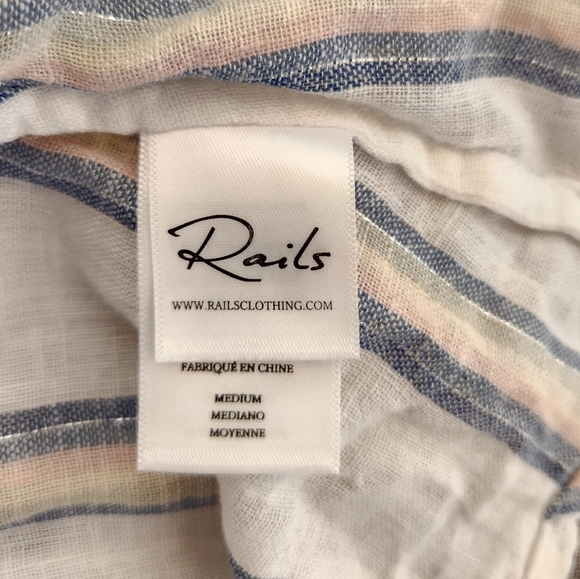 Rails
WWW.RAILSCLOTHING.COM
FABRIQUÉ EN CHINE
MEDIUM
MEDIANO
MOYENNE